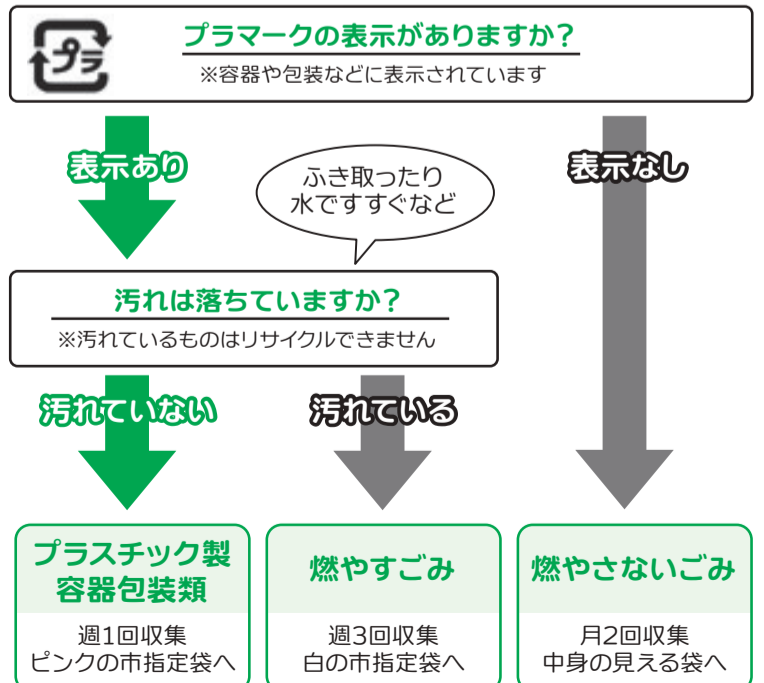 プラ
プラマークの表示がありますか?
※容器や包装などに表示されています
表示あり
ふき取ったり
水ですすぐなど
表示なし
汚れは落ちていますか?
※汚れているものはリサイクルできません
汚れていない
汚れている
プラスチック製
容器包装類
週1回収集
ピンクの市指定袋へ
燃やすごみ
週3回収集
白の市指定袋へ
燃やさないごみ
月2回収集
中身の見える袋へ